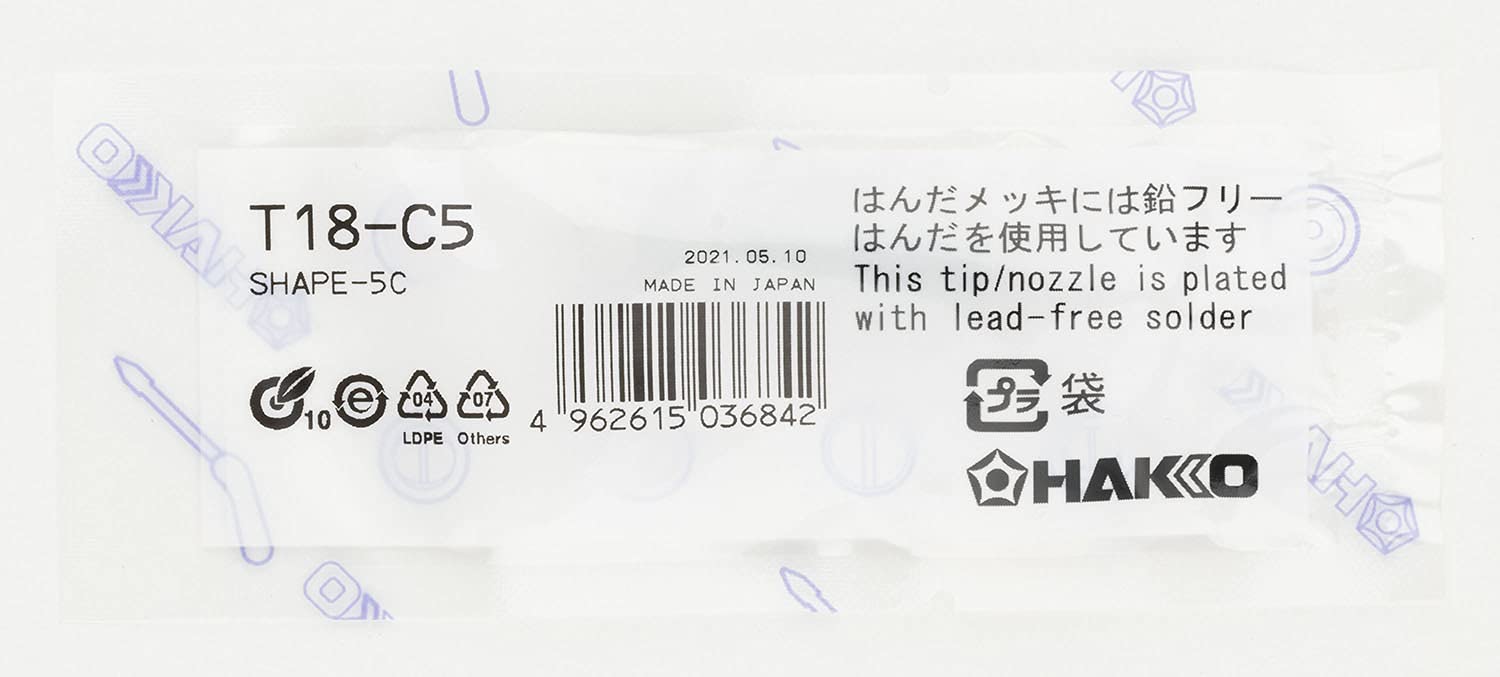 T18-C5
SHAPE-5C
2021.05.10
MADE IN JAPAN
4 962615 036842
10
e
04
07
LDPE Others
はんだメッキには鉛フリー
はんだを使用しています
This tip/nozzle is plated
with lead-free solder
プラ 袋
HAKKO
HAKKO
HAKKO